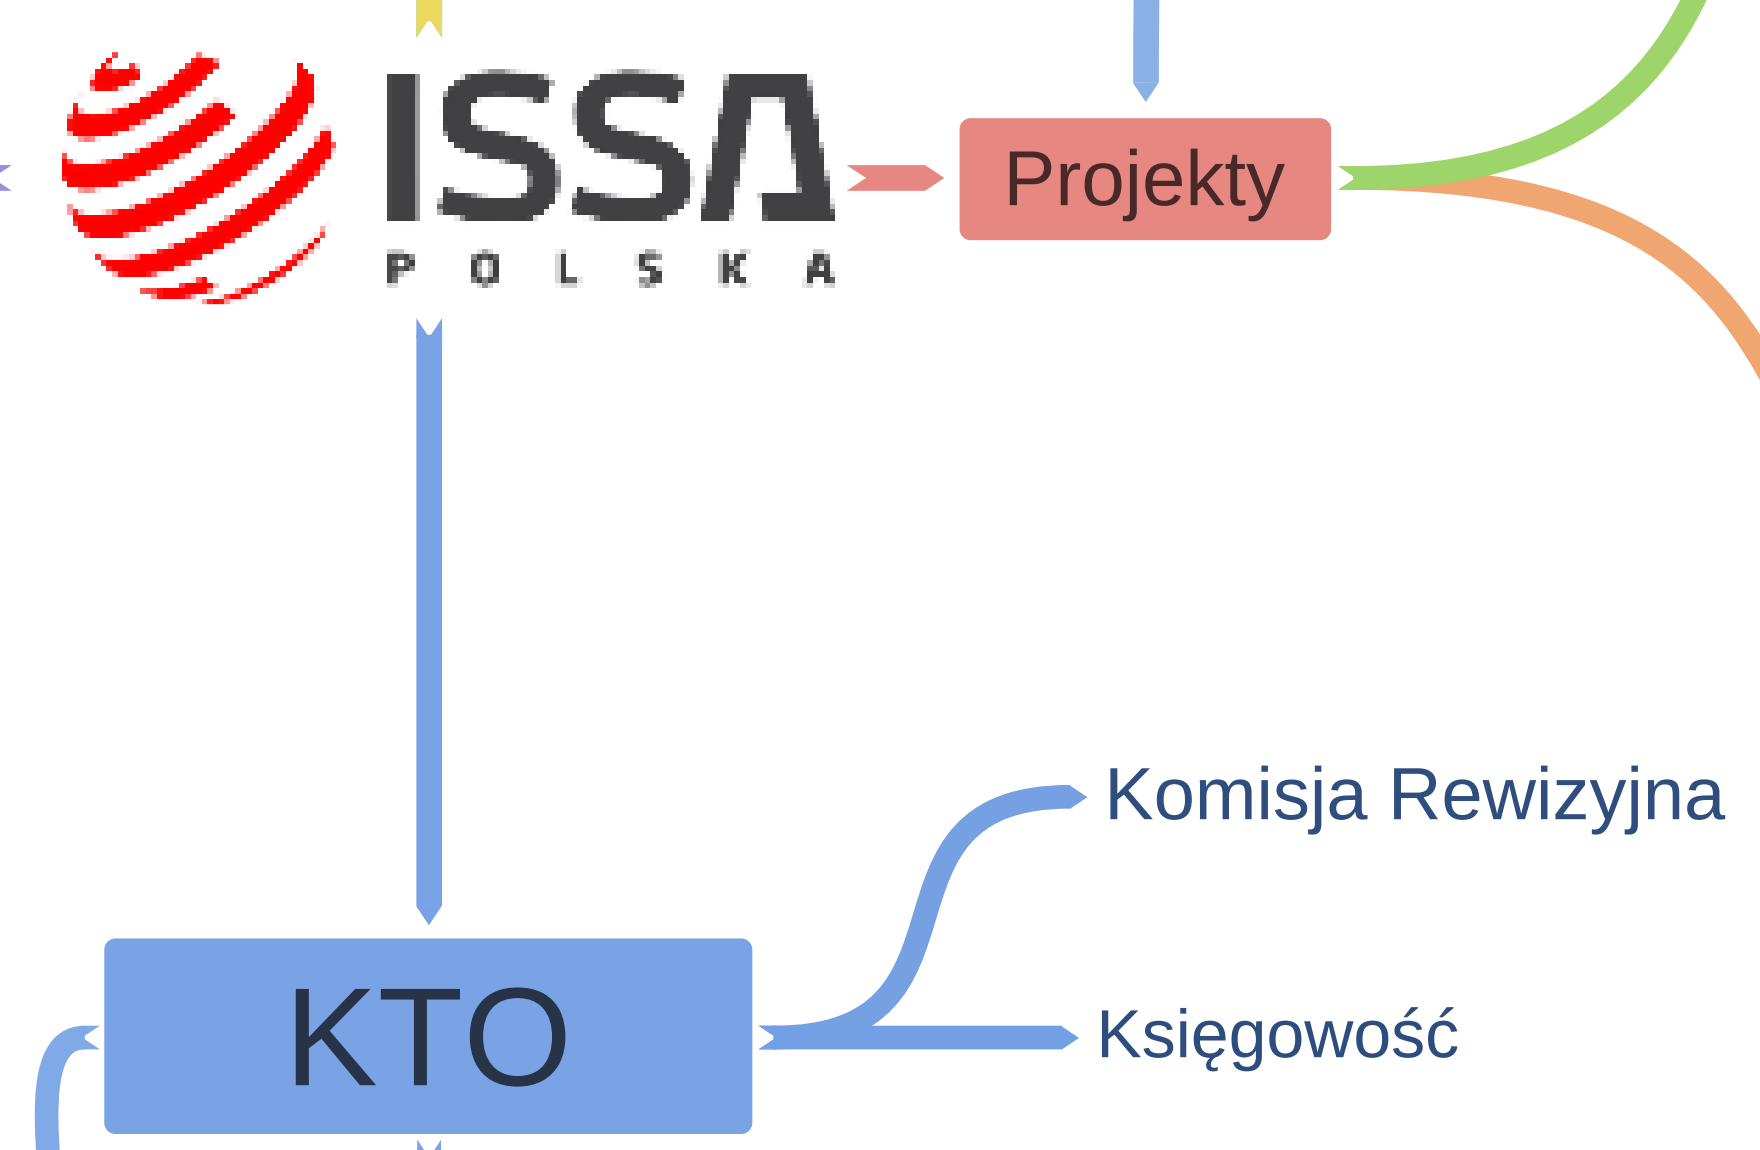 ISSA
POLSKA
Projekty
Komisja Rewizyjna
KTO
Księgowość